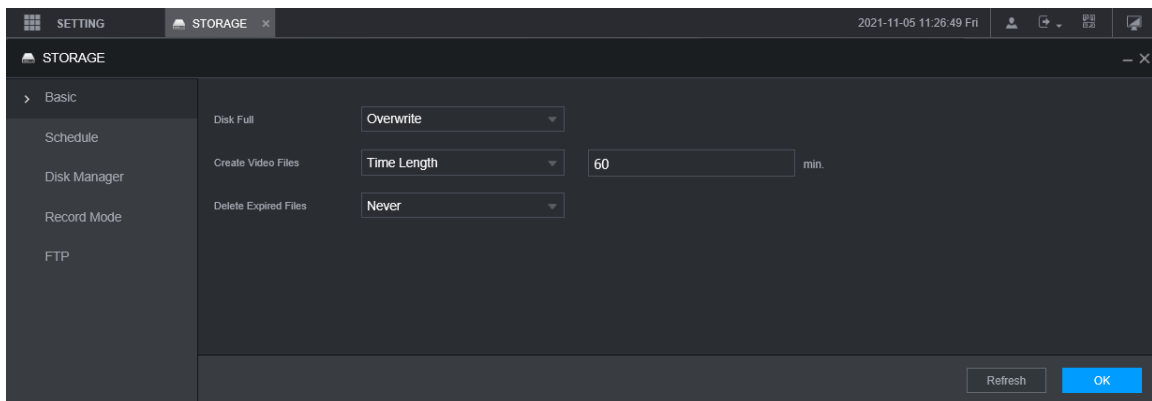 SETTING STORAGE × 2021-11-05 11:26:49 Fri
STORAGE
Basic
Schedule
Disk Manager
Record Mode
FTP
Disk Full Overwrite
Create Video Files Time Length 60 min.
Delete Expired Files Never
Refresh OK